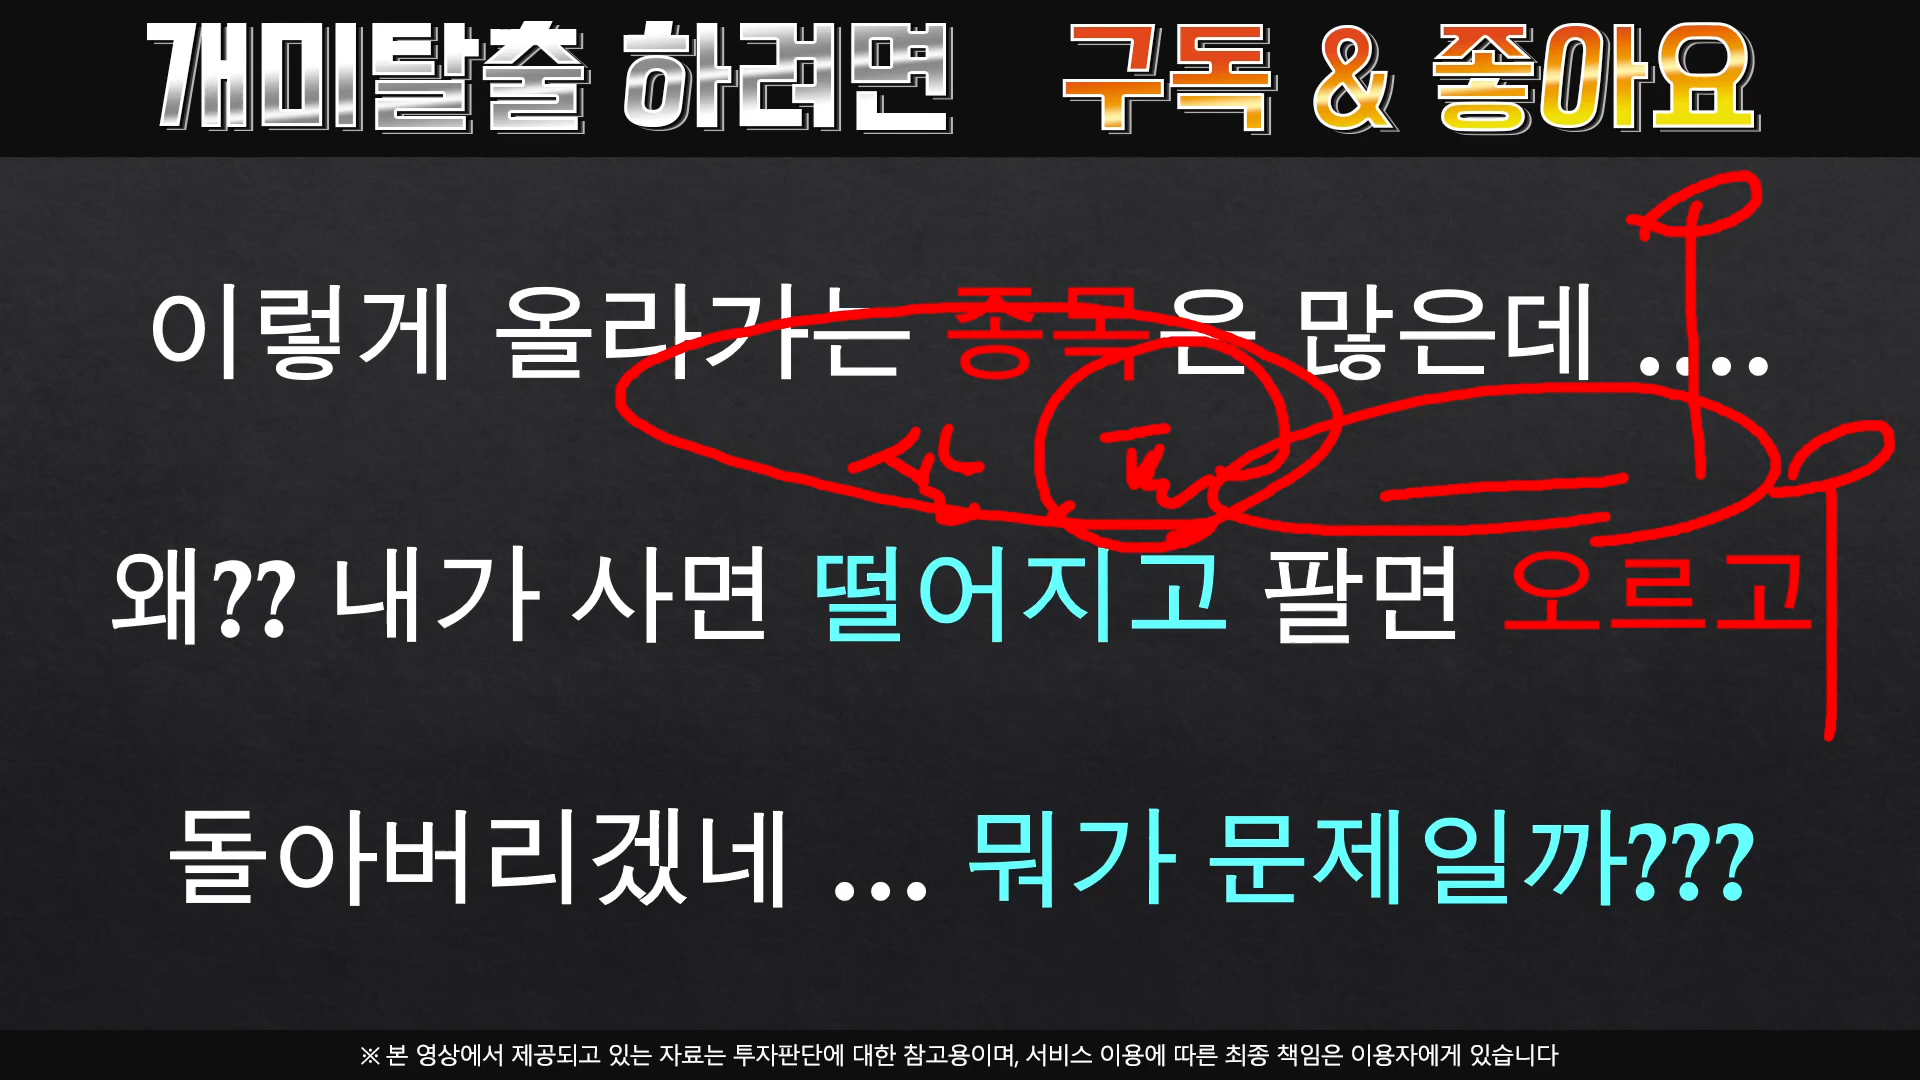 개미탈출 하려면 구독 & 좋아요
이렇게 올라가는 종목은 많은데 ....
왜?? 내가 사면 떨어지고 팔면 오르고
돌아버리겠네 ... 뭐가 문제일까???
※ 본 영상에서 제공되고 있는 자료는 투자판단에 대한 참고용이며, 서비스 이용에 따른 최종 책임은 이용자에게 있습니다